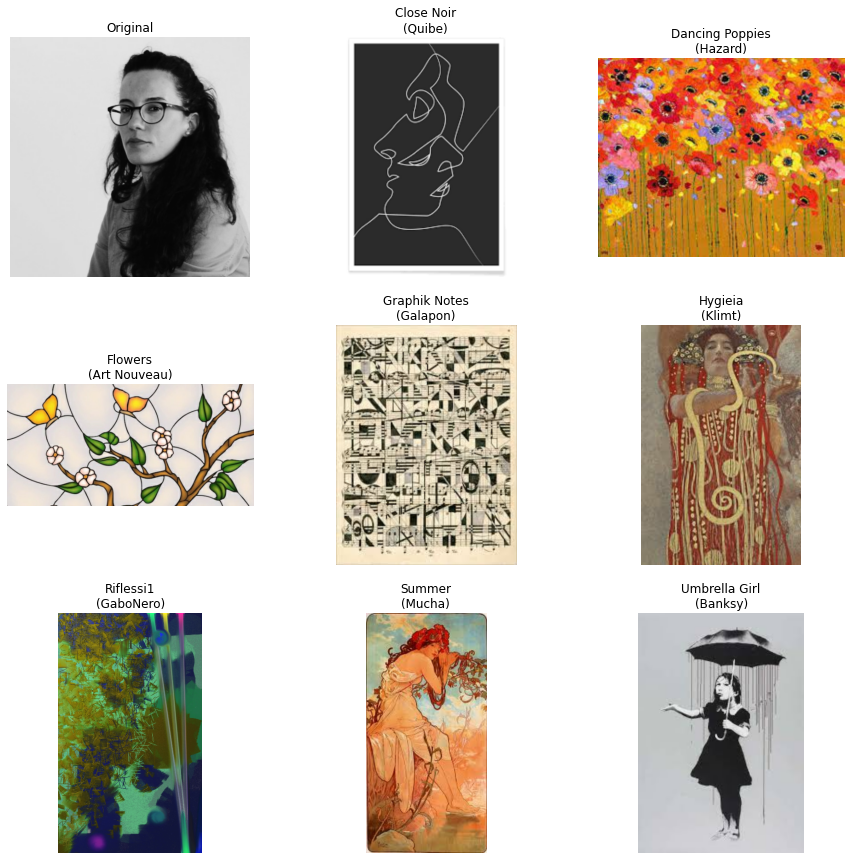 Original
Close Noir
(Quibe)
Dancing Poppies
(Hazard)
Flowers
(Art Nouveau)
Graphik Notes
(Galapon)
Hygieia
(Klimt)
Riflessi1
(GaboNero)
Summer
(Mucha)
Umbrella Girl
(Banksy)